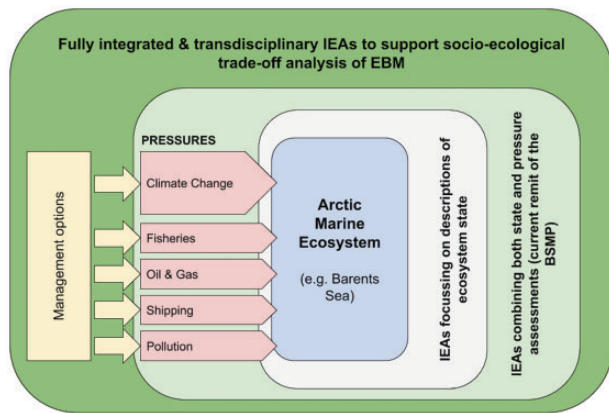 Fully integrated & transdisciplinary IEAs to support socio-ecological
trade-off analysis of EBM
PRESSURES
Management options
Climate Change
Fisheries
Oil & Gas
Shipping
Pollution
Arctic
Marine
Ecosystem
(e.g. Barents
Sea)
IEAs focussing on descriptions of
ecosystem state
IEAs combining both state and pressure
assessments (current remit of the
BSMP)